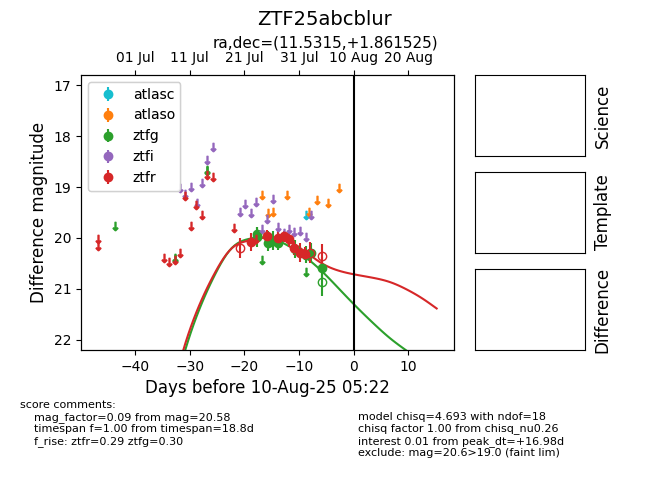 ZTF25abcblur
ra,dec=(11.5315,+1.861525)
01 Jul 11 Jul 21 Jul 31 Jul 10 Aug 20 Aug
17
18
19
20
21
22
Difference magnitude
atlasc
atlaso
ztfg
ztfi
ztfr
−40 −30 −20 −10 0 10
Days before 10-Aug-25 05:22
Science
Template
Difference
score comments:
mag_factor=0.09 from mag=20.58
timespan f=1.00 from timespan=18.8d
f_rise: ztfr=0.29 ztfg=0.30
model chisq=4.693 with ndof=18
chisq factor 1.00 from chisq_nu0.26
interest 0.01 from peak_dt=+16.98d
exclude: mag=20.6>19.0 (faint lim)